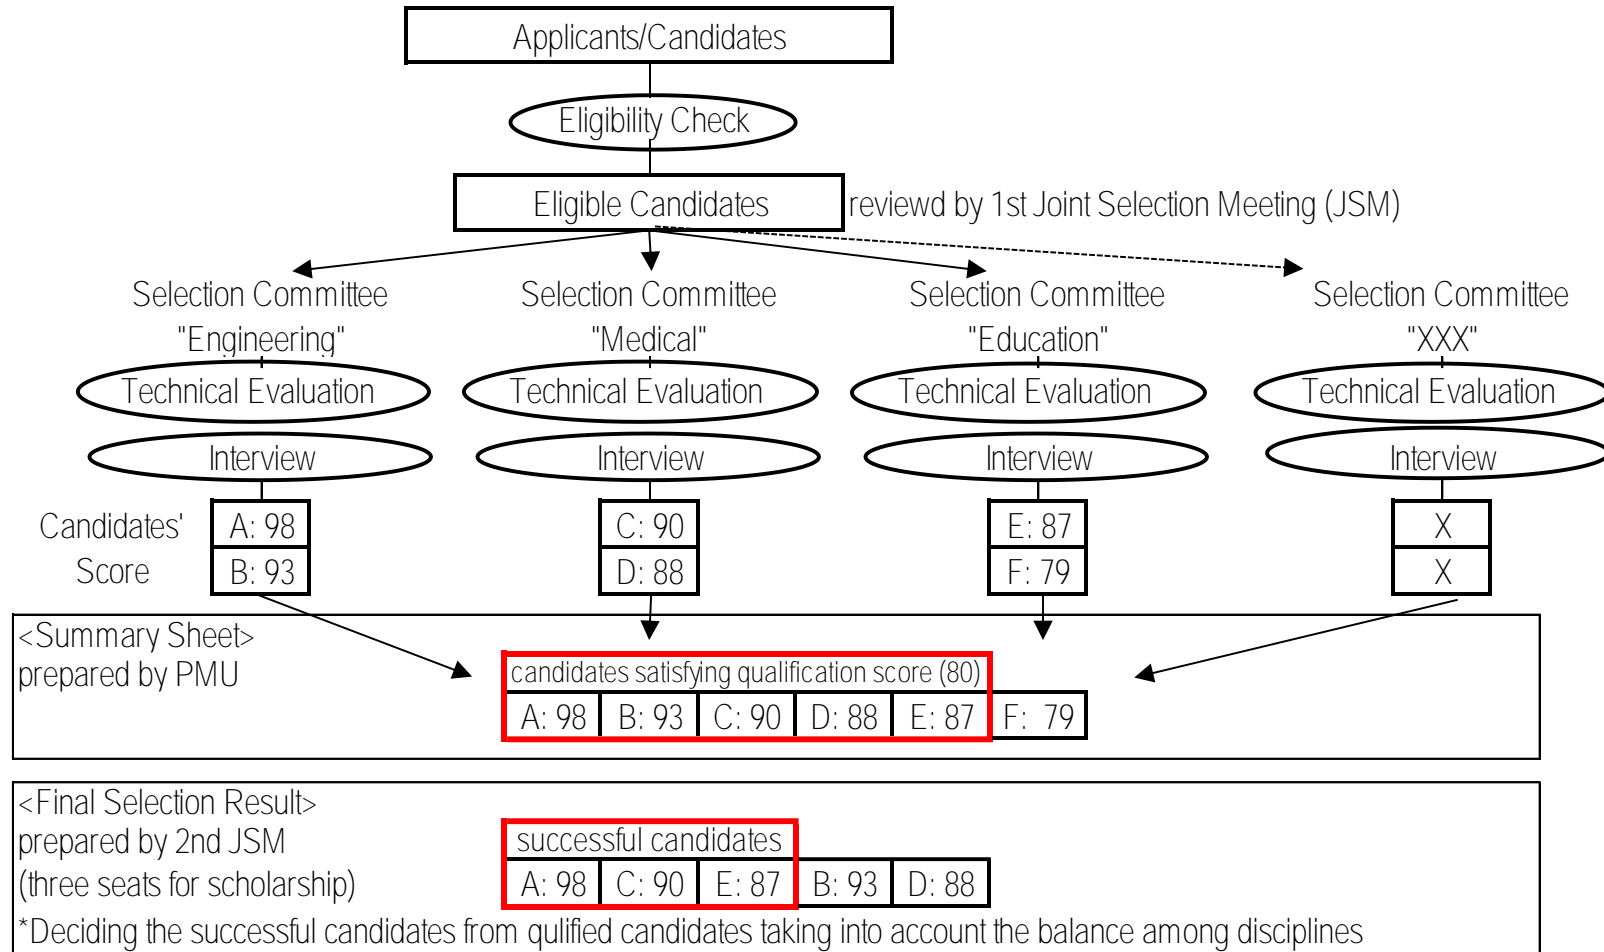 Applicants/Candidates
Eligibility Check
Eligible Candidates
reviewd by 1st Joint Selection Meeting (JSM)
Selection Committee
"Engineering"
Selection Committee
"Medical"
Selection Committee
"Education"
Selection Committee
"XXX"
Technical Evaluation
Technical Evaluation
Technical Evaluation
Technical Evaluation
Interview
Interview
Interview
Interview
Candidates'
Score
A: 98
B: 93
C: 90
D: 88
E: 87
F: 79
X
X
<Summary Sheet>
prepared by PMU
candidates satisfying qualification score (80)
A: 98 B: 93 C: 90 D: 88 E: 87 F: 79
<Final Selection Result>
prepared by 2nd JSM
(three seats for scholarship)
successful candidates
A: 98 C: 90 E: 87 B: 93 D: 88
*Deciding the successful candidates from qulified candidates taking into account the balance among disciplines